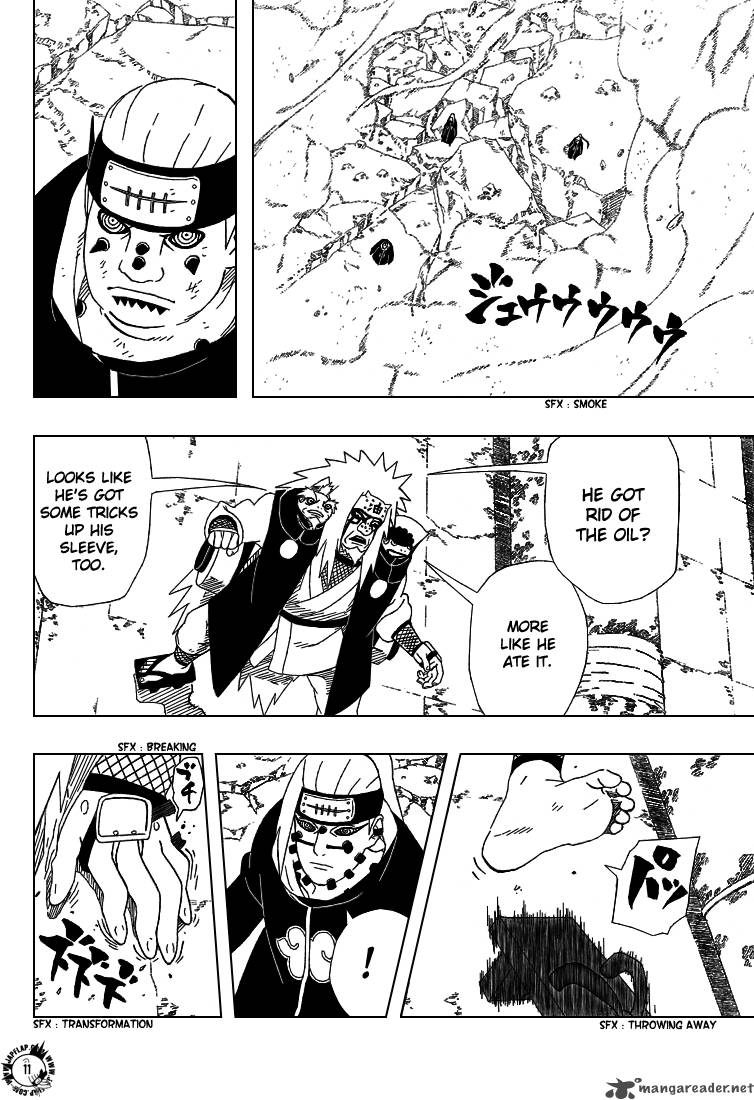 ジュウウウウウ
SFX : SMOKE
HE GOT
RID OF
THE OIL?
MORE
LIKE HE
ATE IT.
LOOKS LIKE
HE'S GOT
SOME TRICKS
UP HIS
SLEEVE,
TOO.
パッ
SFX : THROWING AWAY
!
SFX : BREAKING
ブチ
ズズズ
SFX : TRANSFORMATION
11
mangareader.net